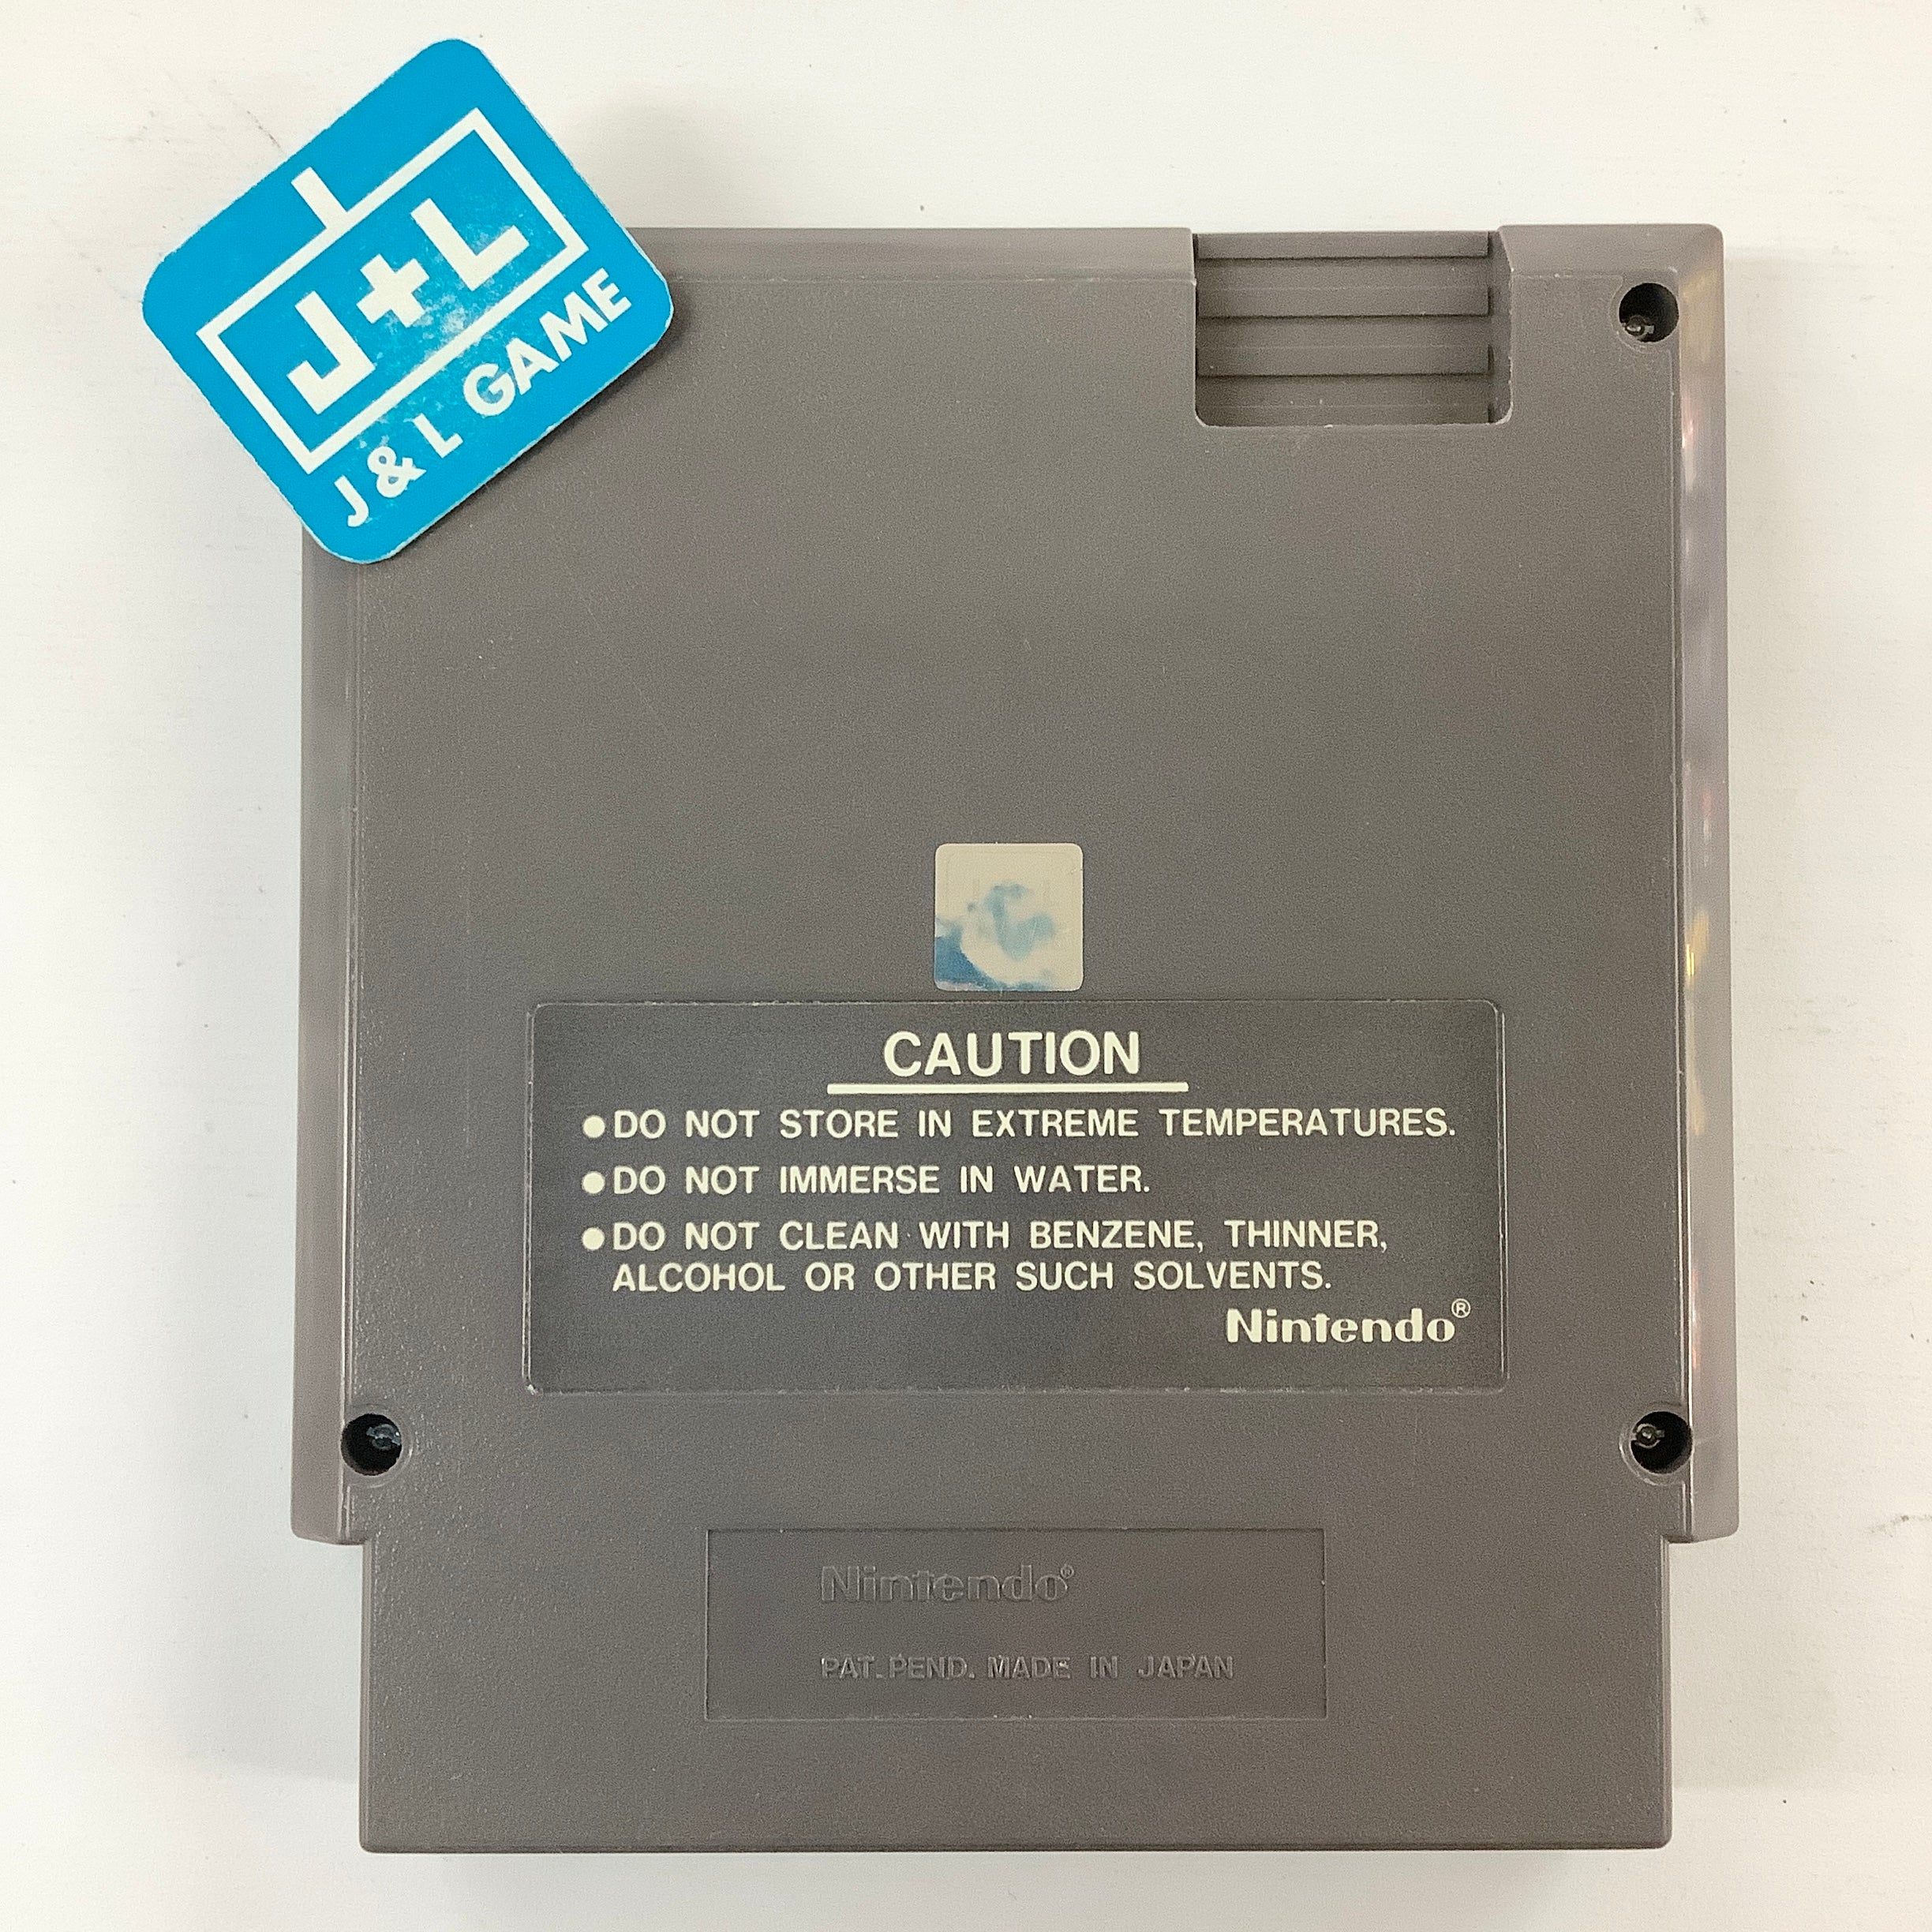 J+L
J & L GAME
CAUTION
●DO NOT STORE IN EXTREME TEMPERATURES.
●DO NOT IMMERSE IN WATER.
●DO NOT CLEAN WITH BENZENE, THINNER,
ALCOHOL OR OTHER SUCH SOLVENTS.
Nintendo®
Nintendo®
PAT. PEND. MADE IN JAPAN